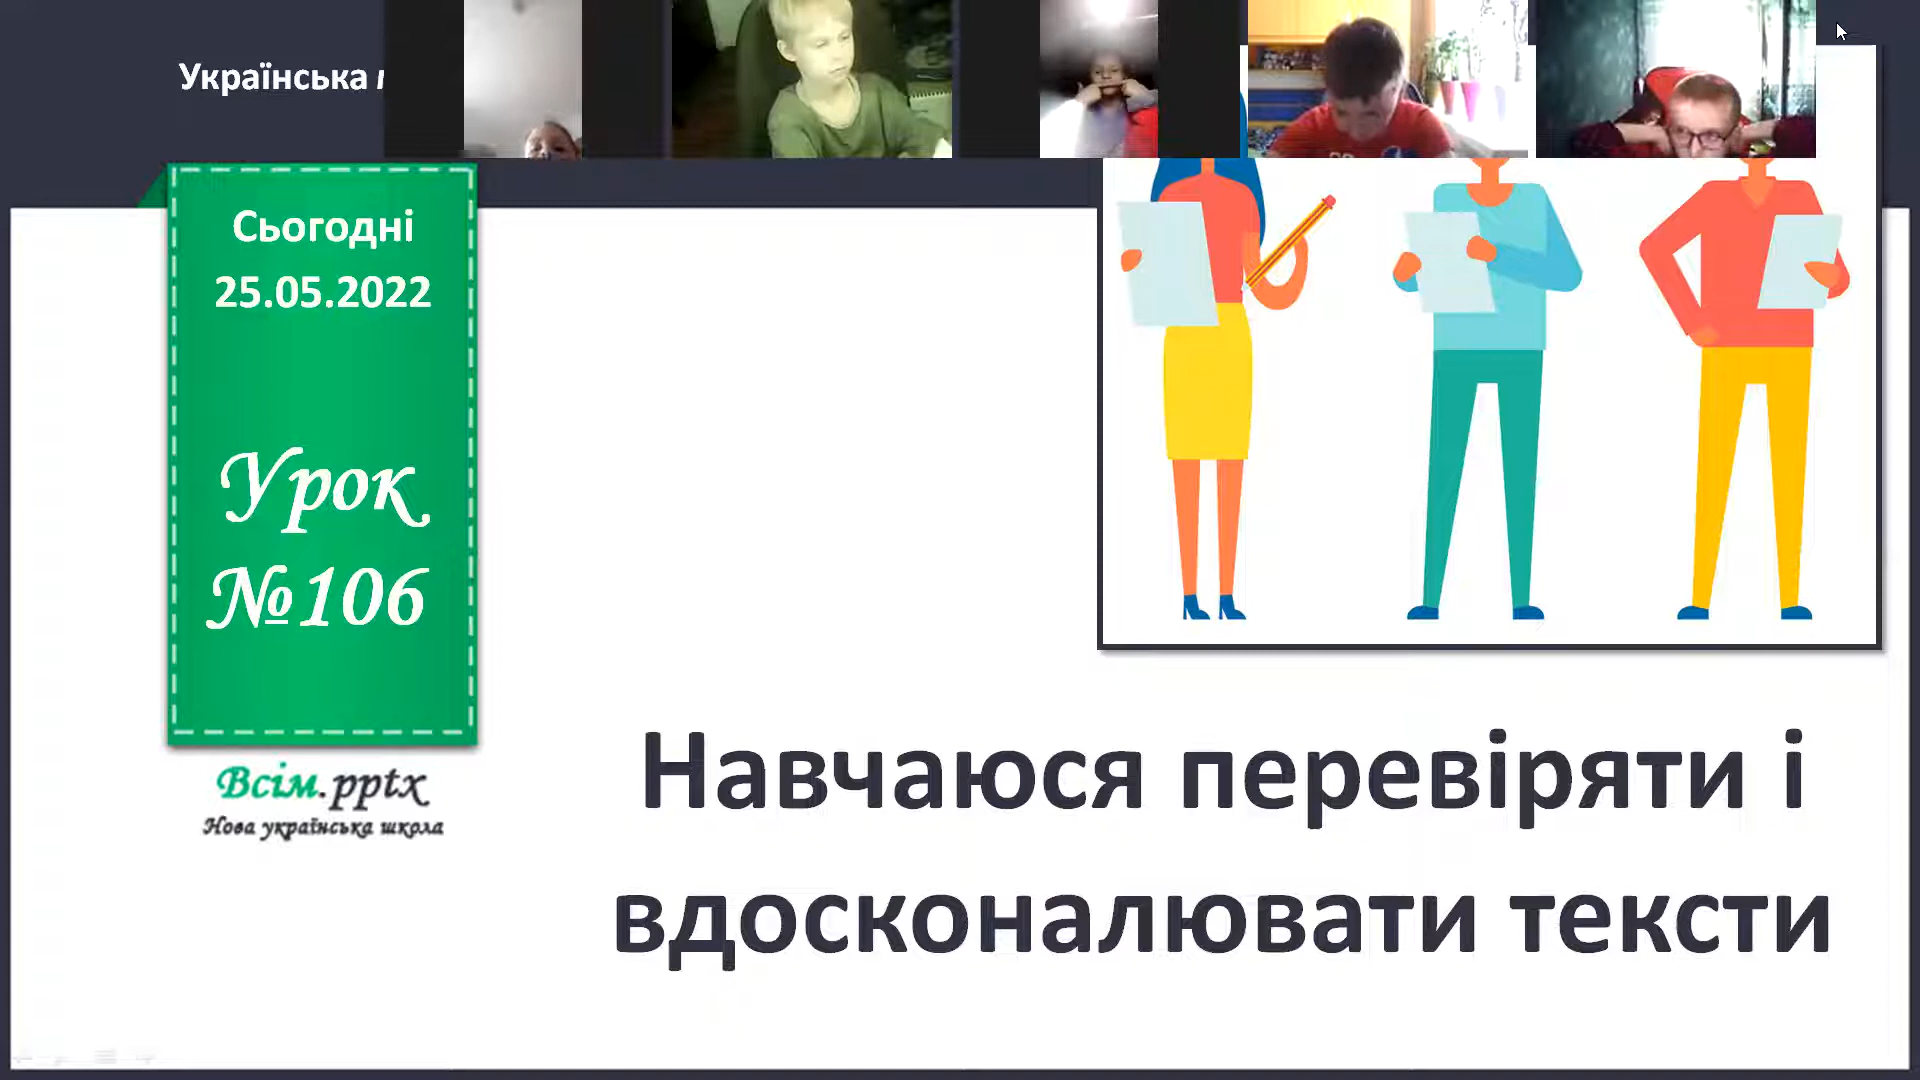 Українська
Сьогодні
25.05.2022
Урок
№106
Всім.pptx
Нова українська школа
Навчаюся перевіряти і
вдосконалювати тексти